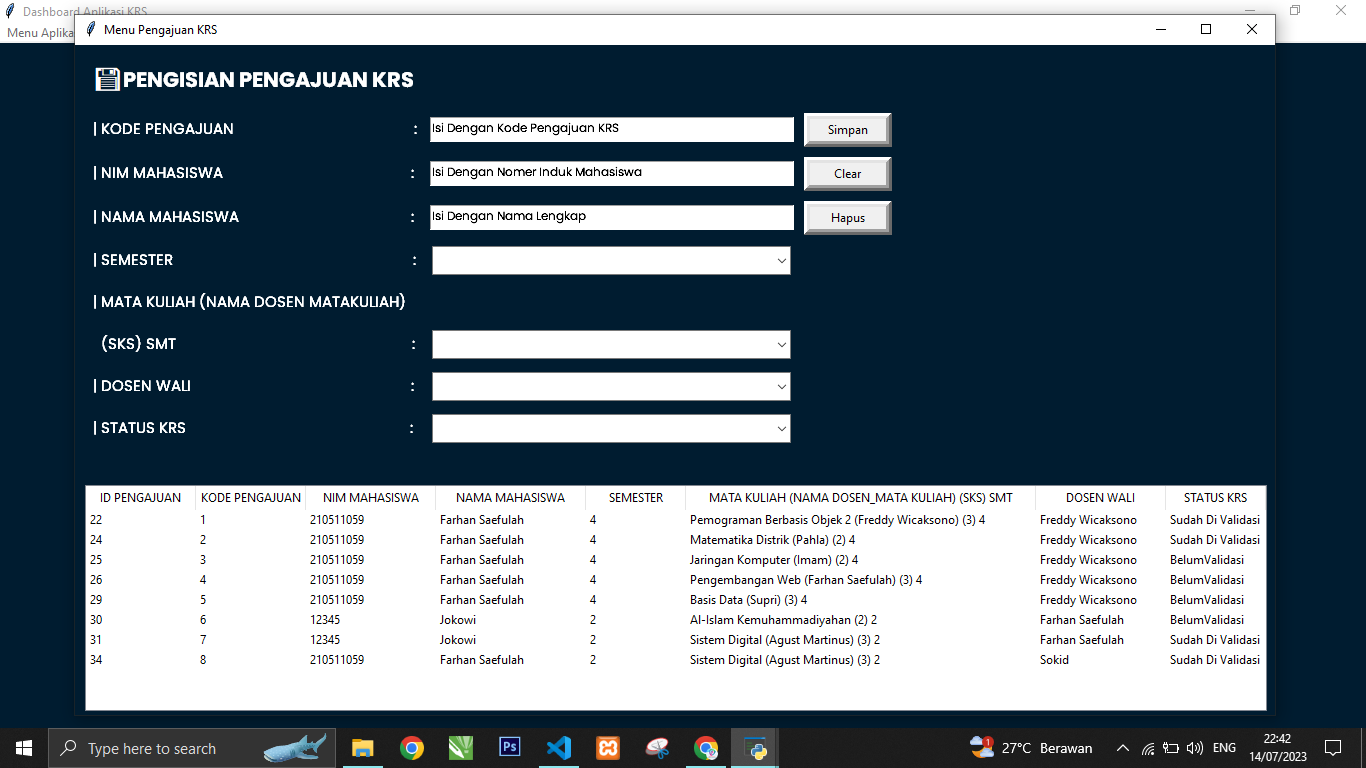 Dashboard Aplikasi KRS
Menu Aplika
Menu Pengajuan KRS
PENGISIAN PENGAJUAN KRS
| KODE PENGAJUAN : Isi Dengan Kode Pengajuan KRS Simpan
| NIM MAHASISWA : Isi Dengan Nomer Induk Mahasiswa Clear
| NAMA MAHASISWA : Isi Dengan Nama Lengkap Hapus
| SEMESTER :
| MATA KULIAH (NAMA DOSEN MATAKULIAH)
(SKS) SMT :
| DOSEN WALI :
| STATUS KRS :
ID PENGAJUAN KODE PENGAJUAN NIM MAHASISWA NAMA MAHASISWA SEMESTER MATA KULIAH (NAMA DOSEN_MATA KULIAH) (SKS) SMT DOSEN WALI STATUS KRS
22 1 210511059 Farhan Saefulah 4 Pemograman Berbasis Objek 2 (Freddy Wicaksono) (3) 4 Freddy Wicaksono Sudah Di Validasi
24 2 210511059 Farhan Saefulah 4 Matematika Distrik (Pahla) (2) 4 Freddy Wicaksono Sudah Di Validasi
25 3 210511059 Farhan Saefulah 4 Jaringan Komputer (Imam) (2) 4 Freddy Wicaksono BelumValidasi
26 4 210511059 Farhan Saefulah 4 Pengembangan Web (Farhan Saefulah) (3) 4 Freddy Wicaksono BelumValidasi
29 5 210511059 Farhan Saefulah 4 Basis Data (Supri) (3) 4 Freddy Wicaksono BelumValidasi
30 6 12345 Jokowi 2 Al-Islam Kemuhammadiyahan (2) 2 Farhan Saefulah BelumValidasi
31 7 12345 Jokowi 2 Sistem Digital (Agust Martinus) (3) 2 Farhan Saefulah Sudah Di Validasi
34 8 210511059 Farhan Saefulah 2 Sistem Digital (Agust Martinus) (3) 2 Sokid Sudah Di Validasi
Type here to search Ps 1 27°C Berawan ENG 22:42
14/07/2023